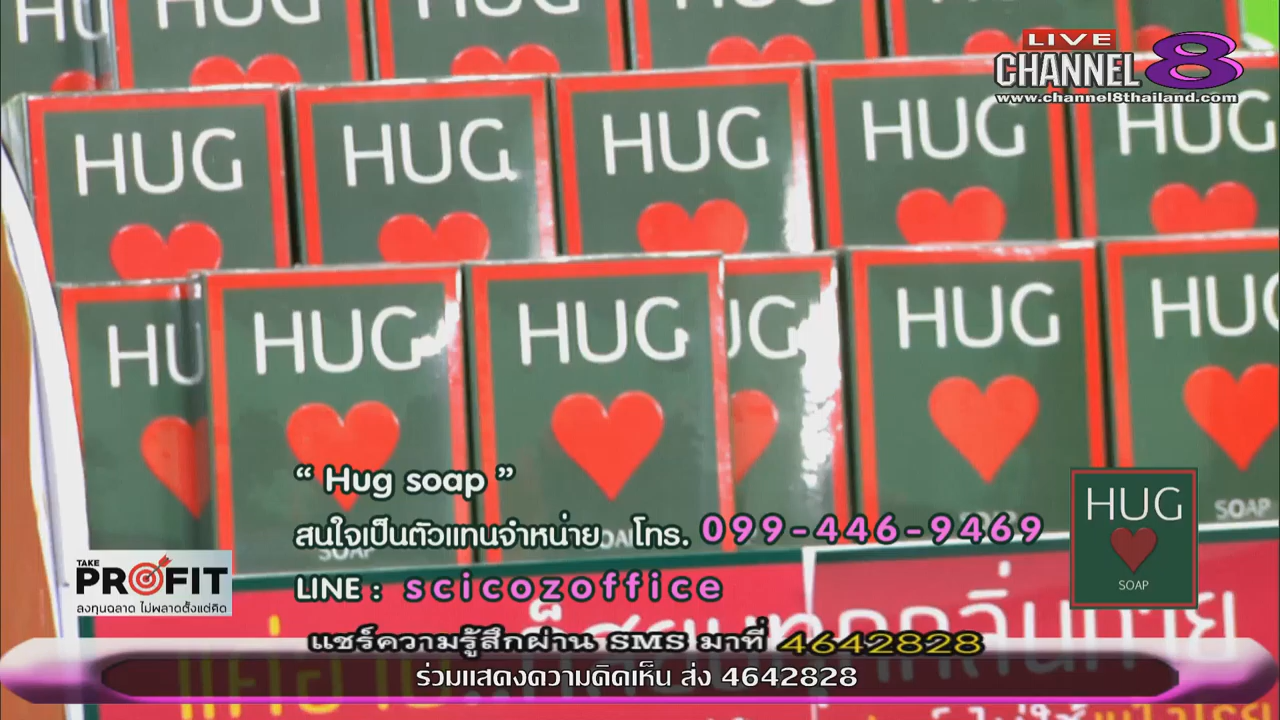 LIVE
CHANNEL 8
www.channel8thailand.com
HUG
HUG
HUG
HUG
HUG
HUG
HUG
HUG
HUG
HUG
HUG
HUG
SOAP
“ Hug soap ”
สนใจเป็นตัวแทนจำหน่าย โทร. 099-446-9469
LINE : scicozoffice
HUG
SOAP
TAKE
PROFIT
ลงทุนฉลาด ไม่พลาดตั้งแต่คิด
แชร์ความรู้สึกผ่าน SMS มาที่ 4642828
ร่วมแสดงความคิดเห็น ส่ง 4642828